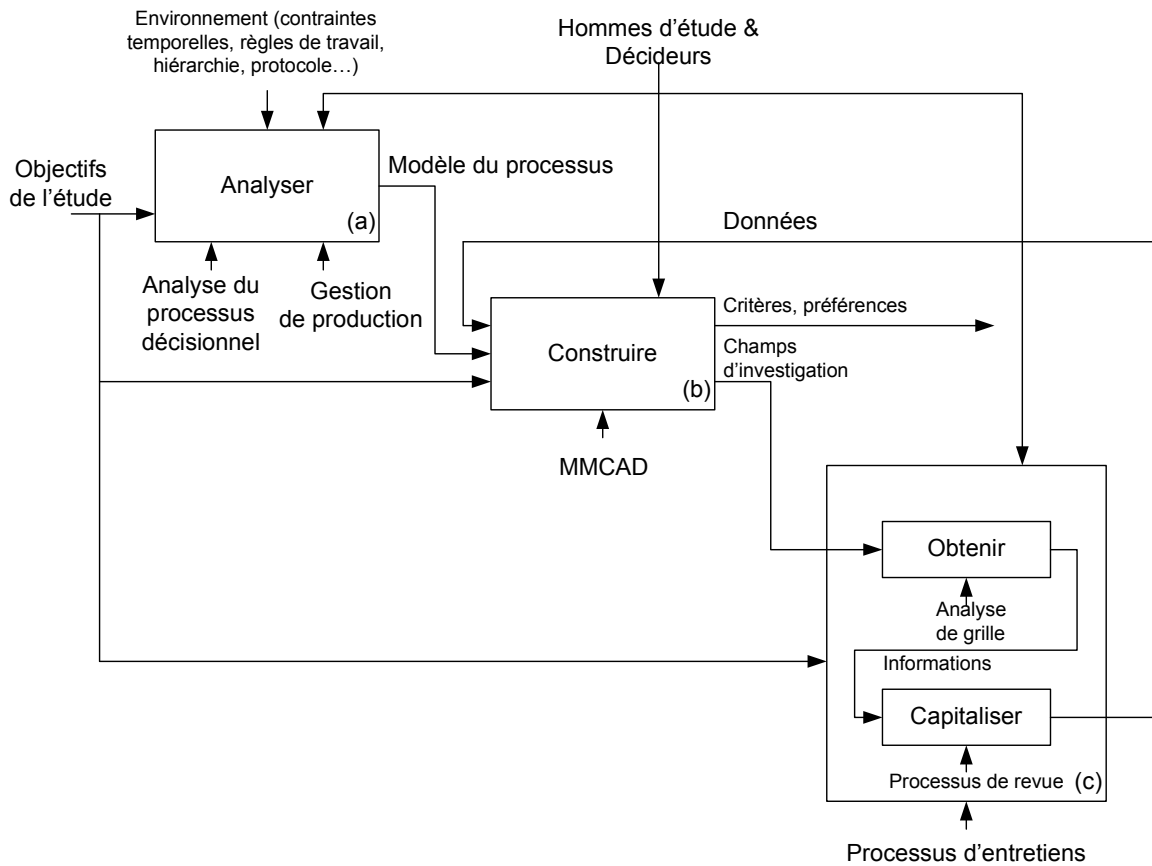 Environnement (contraintes
temporelles, règles de travail,
hiérarchie, protocole…)
Hommes d’étude &
Décideurs
Objectifs
de l’étude
Analyser
(a)
Modèle du processus
Données
Analyse du
processus
décisionnel
Gestion
de production
Construire
(b)
Critères, préférences
Champs
d’investigation
MMCAD
Obtenir
Analyse
de grille
Informations
Capitaliser
Processus de revue
(c)
Processus d’entretiens